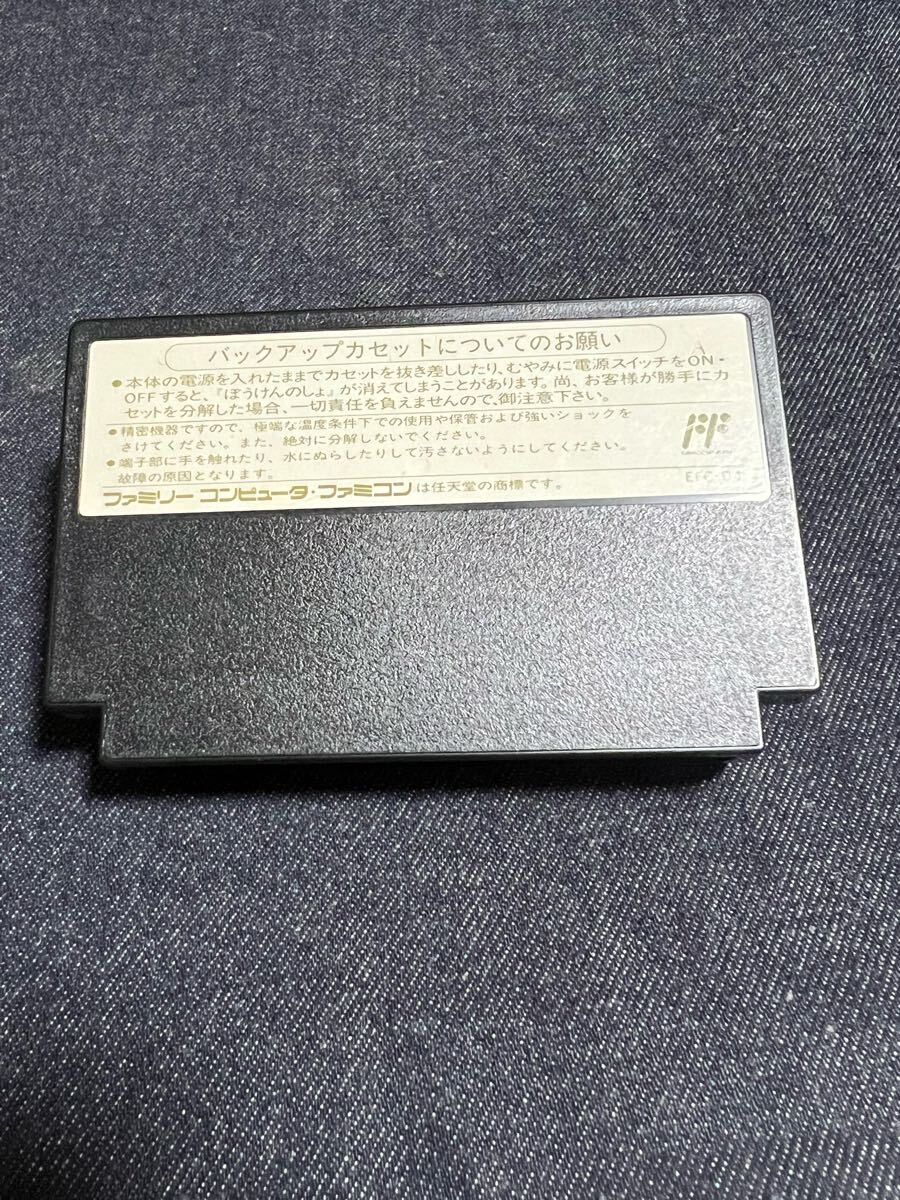 バックアップカセットについてのお願い
A
●本体の電源を入れたままでカセットを抜き差ししたり、むやみに電源スイッチをON・
OFFすると、『ぼうけんのしょ』が消えてしまうことがあります。尚、お客様が勝手にカ
セットを分解した場合、一切責任を負えませんので、御注意下さい。
●精密機器ですので、極端な温度条件下での使用や保管および強いショックを
さけてください。また、絶対に分解しないでください。
●端子部に手を触れたり、水にぬらしたりして汚さないようにしてください。
故障の原因となります。
ファミリー コンピュータ・ファミコンは任天堂の商標です。